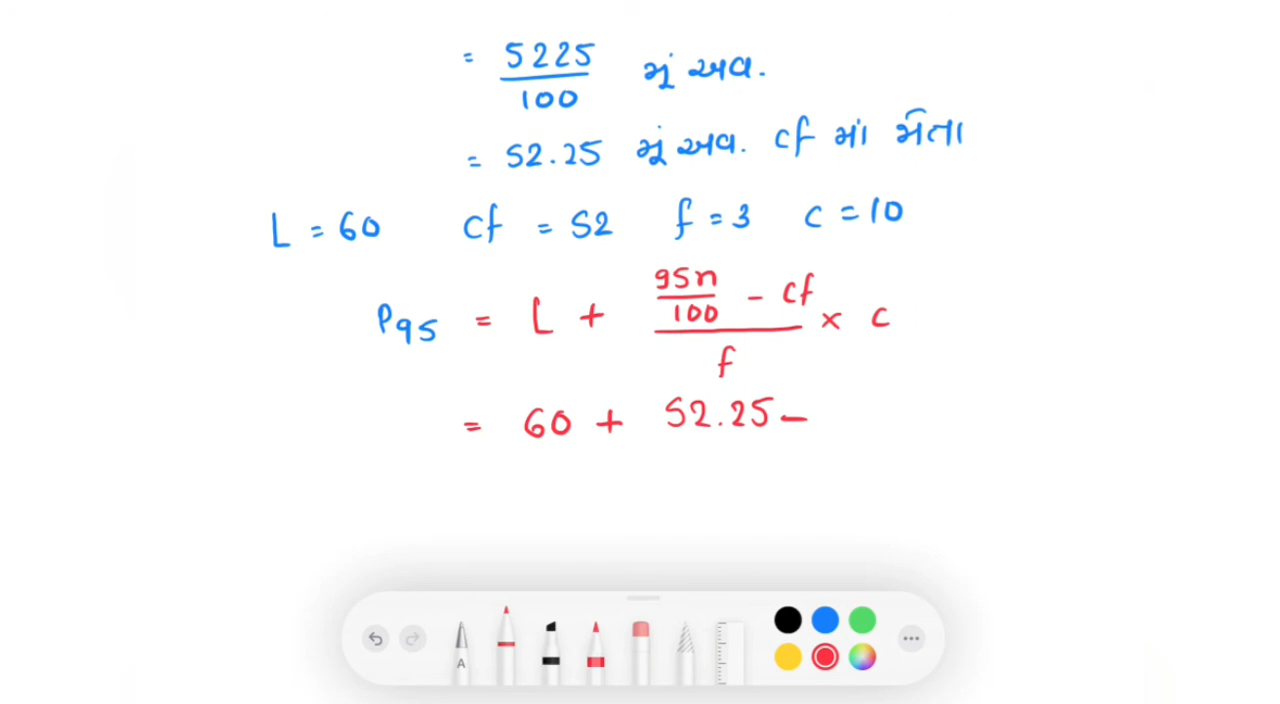 = 5225/100 મું અવ.
= 52.25 મું અવ. cf માં જોતા
L = 60 cf = 52 f = 3 c = 10
P95 = L + (95n/100 - cf)/f × c
= 60 + 52.25 -
A